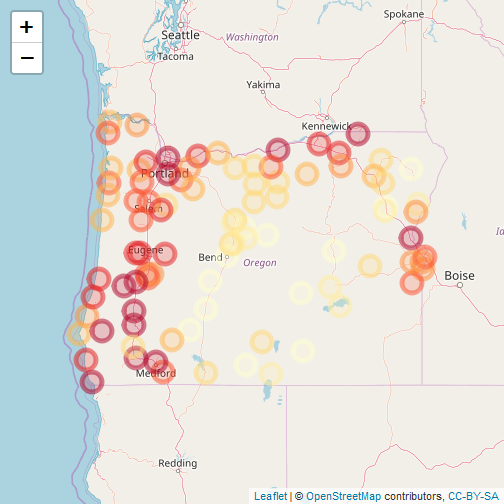 +
−
Spokane
Seattle
Washington
Tacoma
Yakima
Kennewick
Portland
Salem
Eugene
Bend
Oregon
Boise
Medford
Redding
Leaflet | © OpenStreetMap contributors, CC-BY-SA